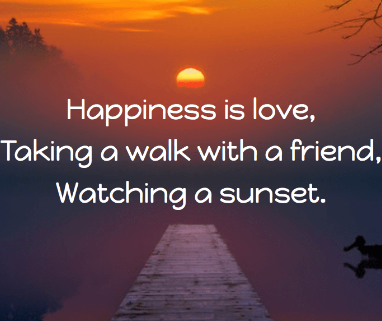 Happiness is love,
Taking a walk with a friend,
Watching a sunset.